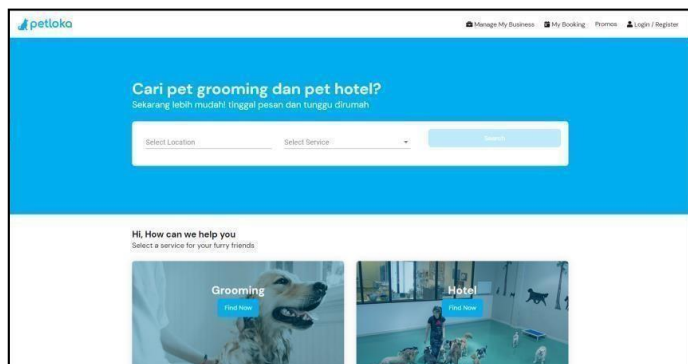 petloka
Manage My Business My Booking Promos Login / Register
Cari pet grooming dan pet hotel?
Sekarang lebih mudah! tinggal pesan dan tunggu dirumah
Select Location Select Service Search
Hi, How can we help you
Select a service for your furry friends
Grooming
Find Now
Hotel
Find Now